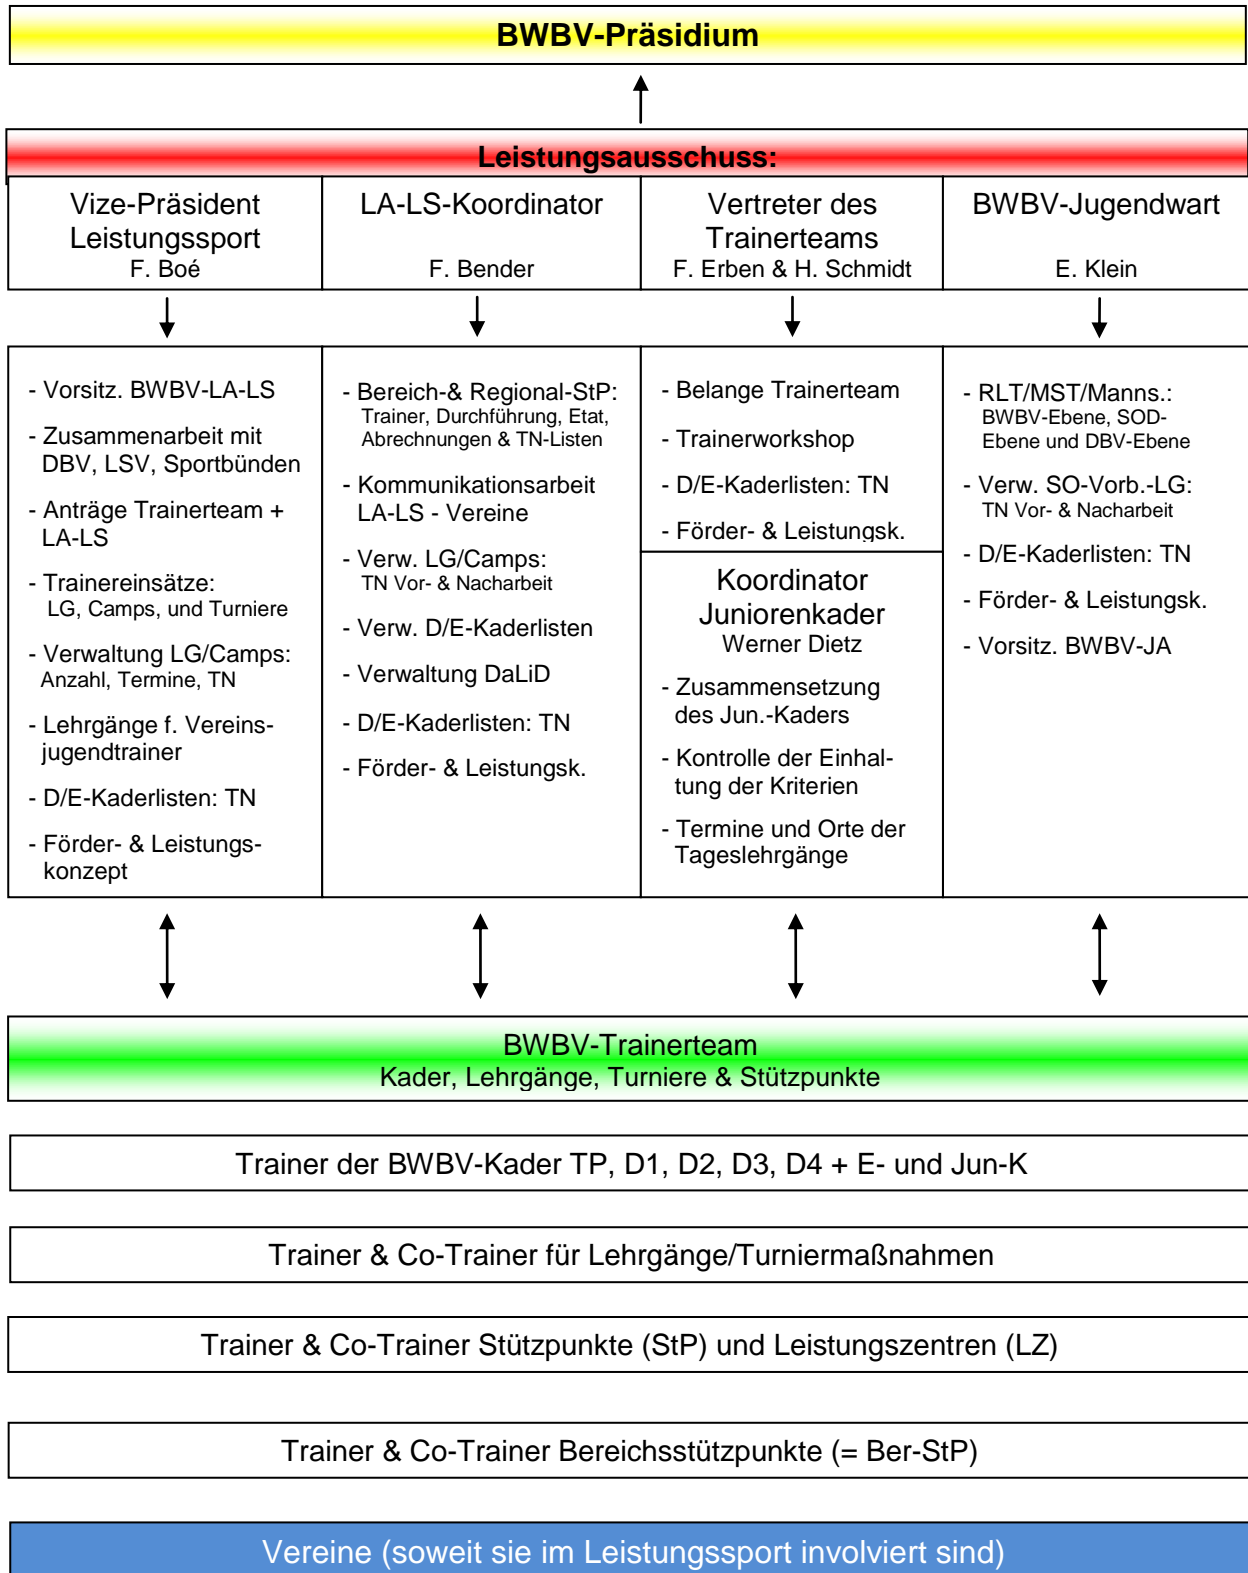 BWBV-Präsidium
Leistungsausschuss:
Vize-Präsident
Leistungssport
F. Boé
LA-LS-Koordinator
F. Bender
Vertreter des
Trainerteams
F. Erben & H. Schmidt
BWBV-Jugendwart
E. Klein
- Vorsitz. BWBV-LA-LS
- Zusammenarbeit mit
DBV, LSV, Sportbünden
- Anträge Trainerteam +
LA-LS
- Trainereinsätze:
LG, Camps, und Turniere
- Verwaltung LG/Camps:
Anzahl, Termine, TN
- Lehrgänge f. Vereins-
jugendtrainer
- D/E-Kaderlisten: TN
- Förder- & Leistungs-
konzept
- Bereich-& Regional-StP:
Trainer, Durchführung, Etat,
Abrechnungen & TN-Listen
- Kommunikationsarbeit
LA-LS - Vereine
- Verw. LG/Camps:
TN Vor- & Nacharbeit
- Verw. D/E-Kaderlisten
- Verwaltung DaLiD
- D/E-Kaderlisten: TN
- Förder- & Leistungsk.
- Belange Trainerteam
- Trainerworkshop
- D/E-Kaderlisten: TN
- Förder- & Leistungsk.
Koordinator
Juniorenkader
Werner Dietz
- Zusammensetzung
des Jun.-Kaders
- Kontrolle der Einhal-
tung der Kriterien
- Termine und Orte der
Tageslehrgänge
- RLT/MST/Manns.:
BWBV-Ebene, SOD-
Ebene und DBV-Ebene
- Verw. SO-Vorb.-LG:
TN Vor- & Nacharbeit
- D/E-Kaderlisten: TN
- Förder- & Leistungsk.
- Vorsitz. BWBV-JA
BWBV-Trainerteam
Kader, Lehrgänge, Turniere & Stützpunkte
Trainer der BWBV-Kader TP, D1, D2, D3, D4 + E- und Jun-K
Trainer & Co-Trainer für Lehrgänge/Turniermaßnahmen
Trainer & Co-Trainer Stützpunkte (StP) und Leistungszentren (LZ)
Trainer & Co-Trainer Bereichsstützpunkte (= Ber-StP)
Vereine (soweit sie im Leistungssport involviert sind)